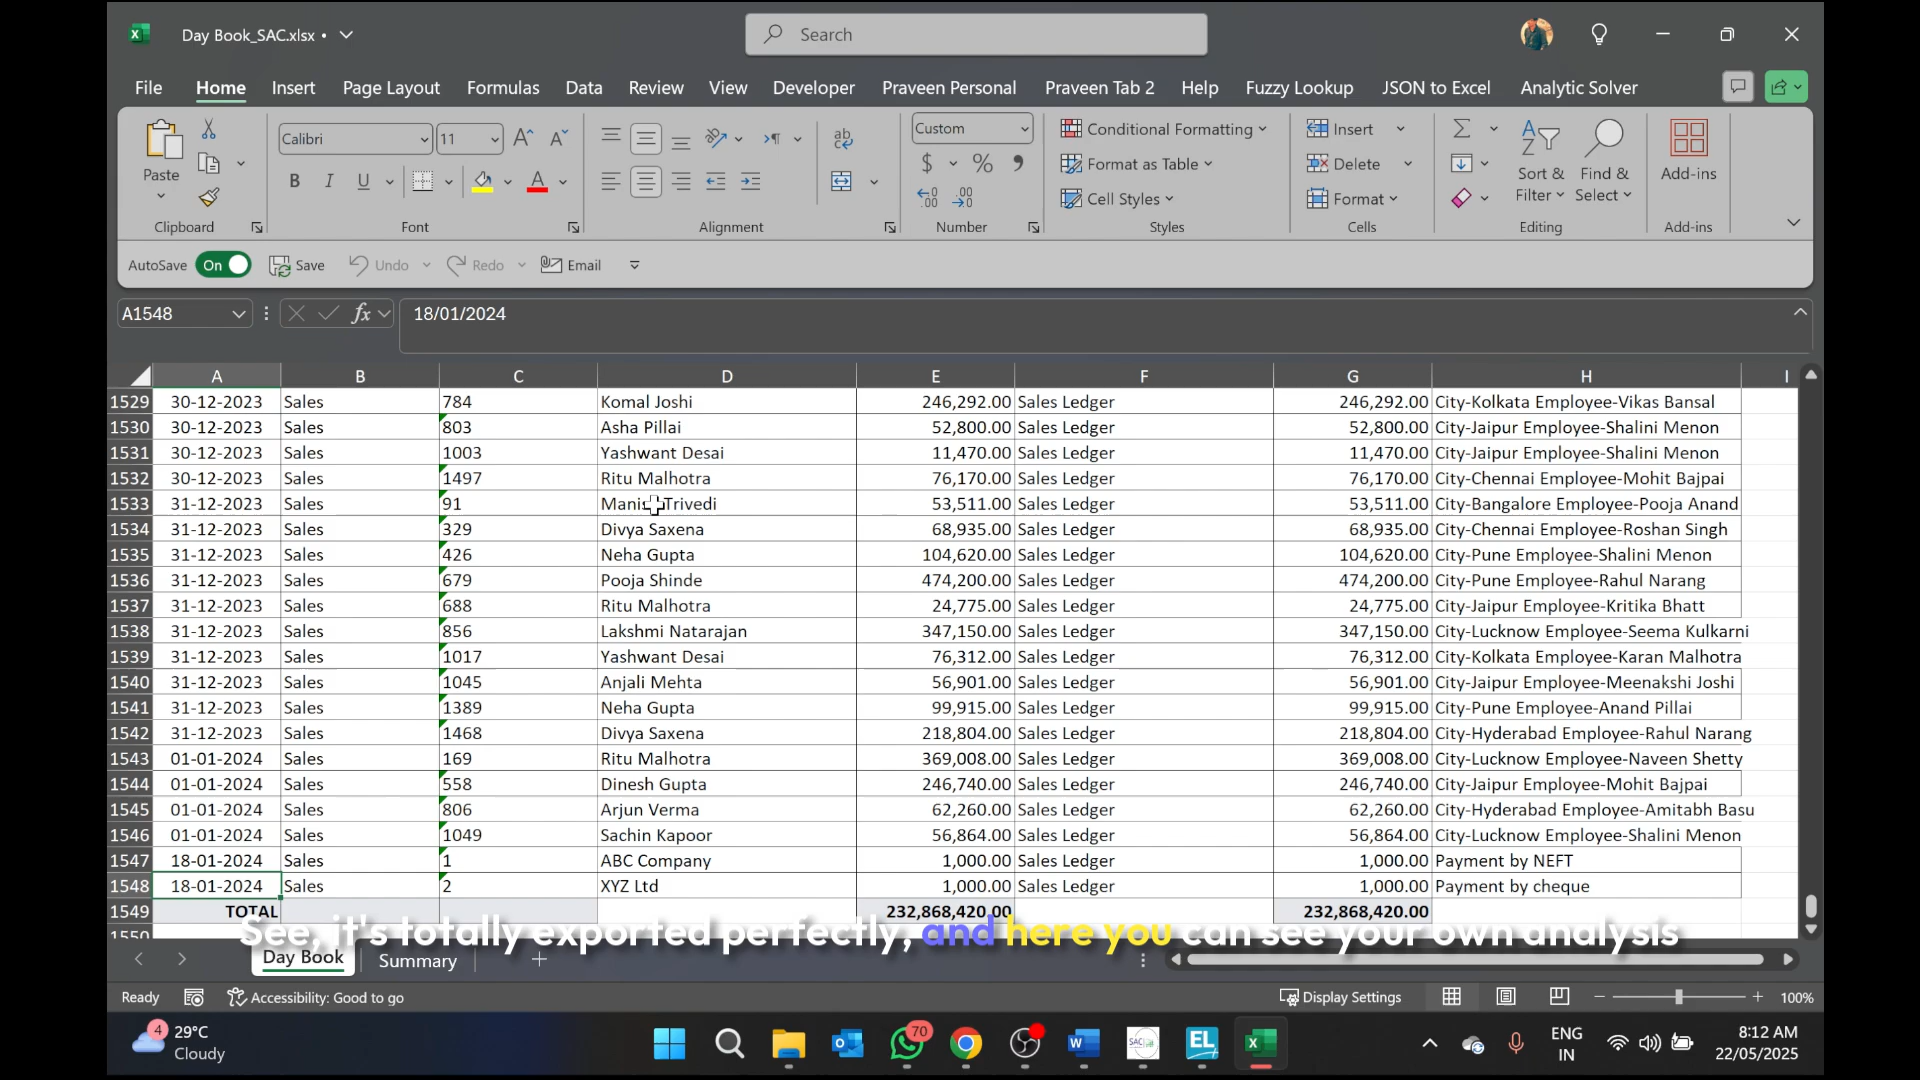 Day Book_SAC.xlsx •
Search
File Home Insert Page Layout Formulas Data Review View Developer Praveen Personal Praveen Tab 2 Help Fuzzy Lookup JSON to Excel Analytic Solver
Paste
Clipboard
Calibri 11
B I U A
Font
ab
Alignment
Custom
$ % ,
Number
Conditional Formatting
Format as Table
Cell Styles
Styles
Insert
Delete
Format
Cells
Sort & Filter
Find & Select
Editing
Add-ins
Add-ins
AutoSave On Save Undo Redo Email
A1548 fx 18/01/2024
A B C D E F G H I
1529 30-12-2023 Sales 784 Komal Joshi 246,292.00 Sales Ledger 246,292.00 City-Kolkata Employee-Vikas Bansal
1530 30-12-2023 Sales 803 Asha Pillai 52,800.00 Sales Ledger 52,800.00 City-Jaipur Employee-Shalini Menon
1531 30-12-2023 Sales 1003 Yashwant Desai 11,470.00 Sales Ledger 11,470.00 City-Jaipur Employee-Shalini Menon
1532 30-12-2023 Sales 1497 Ritu Malhotra 76,170.00 Sales Ledger 76,170.00 City-Chennai Employee-Mohit Bajpai
1533 31-12-2023 Sales 91 Trivedi 53,511.00 Sales Ledger 53,511.00 City-Bangalore Employee-Pooja Anand
1534 31-12-2023 Sales 329 Divya Saxena 68,935.00 Sales Ledger 68,935.00 City-Chennai Employee-Roshan Singh
1535 31-12-2023 Sales 426 Neha Gupta 104,620.00 Sales Ledger 104,620.00 City-Pune Employee-Shalini Menon
1536 31-12-2023 Sales 679 Pooja Shinde 474,200.00 Sales Ledger 474,200.00 City-Pune Employee-Rahul Narang
1537 31-12-2023 Sales 688 Ritu Malhotra 24,775.00 Sales Ledger 24,775.00 City-Jaipur Employee-Kritika Bhatt
1538 31-12-2023 Sales 856 Lakshmi Natarajan 347,150.00 Sales Ledger 347,150.00 City-Lucknow Employee-Seema Kulkarni
1539 31-12-2023 Sales 1017 Yashwant Desai 76,312.00 Sales Ledger 76,312.00 City-Kolkata Employee-Karan Malhotra
1540 31-12-2023 Sales 1045 Anjali Mehta 56,901.00 Sales Ledger 56,901.00 City-Jaipur Employee-Meenakshi Joshi
1541 31-12-2023 Sales 1389 Neha Gupta 99,915.00 Sales Ledger 99,915.00 City-Pune Employee-Anand Pillai
1542 31-12-2023 Sales 1468 Divya Saxena 218,804.00 Sales Ledger 218,804.00 City-Hyderabad Employee-Rahul Narang
1543 01-01-2024 Sales 169 Ritu Malhotra 369,008.00 Sales Ledger 369,008.00 City-Lucknow Employee-Naveen Shetty
1544 01-01-2024 Sales 558 Dinesh Gupta 246,740.00 Sales Ledger 246,740.00 City-Jaipur Employee-Mohit Bajpai
1545 01-01-2024 Sales 806 Arjun Verma 62,260.00 Sales Ledger 62,260.00 City-Hyderabad Employee-Amitabh Basu
1546 01-01-2024 Sales 1049 Sachin Kapoor 56,864.00 Sales Ledger 56,864.00 City-Lucknow Employee-Shalini Menon
1547 18-01-2024 Sales 1 ABC Company 1,000.00 Sales Ledger 1,000.00 Payment by NEFT
1548 18-01-2024 Sales 2 XYZ Ltd 1,000.00 Sales Ledger 1,000.00 Payment by cheque
1549 TOTAL 232,868,420.00 232,868,420.00
1550
See, it's totally exported perfectly, and here you can see your own analysis
Day Book Summary
Ready Accessibility: Good to go Display Settings 100%
4 29°C
Cloudy
70
SAC
EL
ENG
IN
8:12 AM
22/05/2025